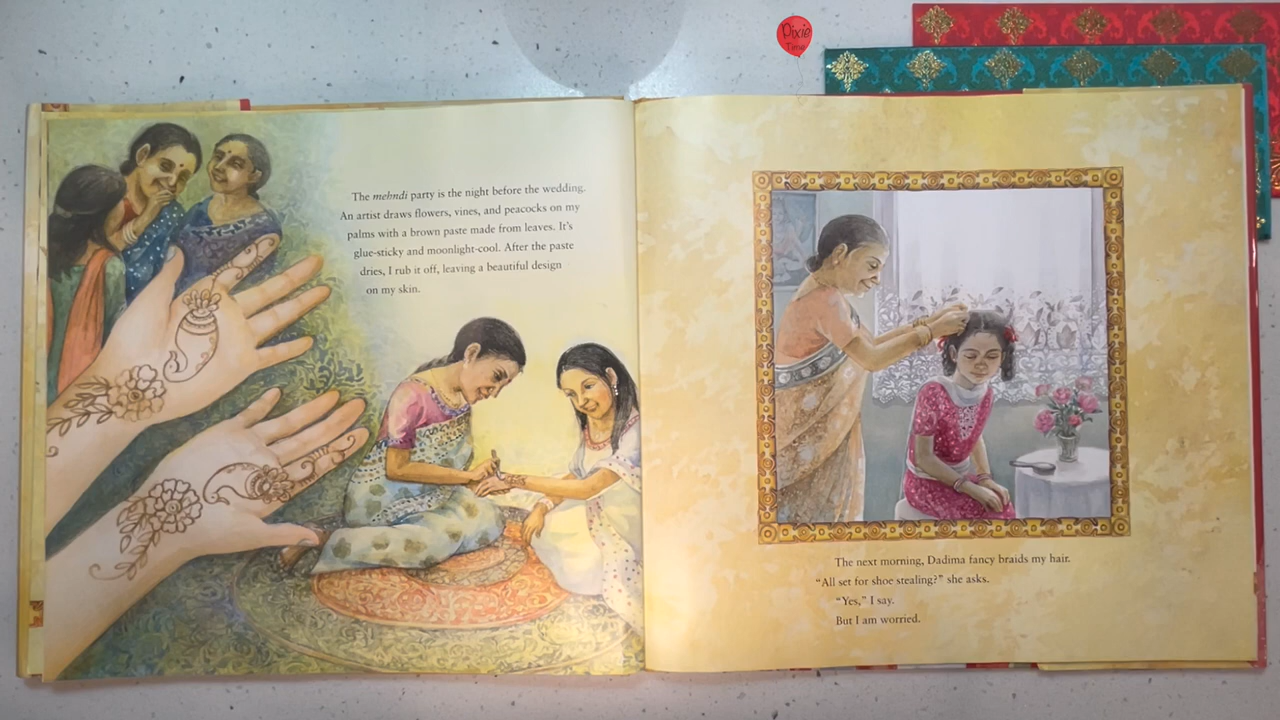 Pixie
Time
The mehndi party is the night before the wedding.
An artist draws flowers, vines, and peacocks on my
palms with a brown paste made from leaves. It's
glue-sticky and moonlight-cool. After the paste
dries, I rub it off, leaving a beautiful design
on my skin.
The next morning, Dadima fancy braids my hair.
"All set for shoe stealing?" she asks.
"Yes," I say.
But I am worried.